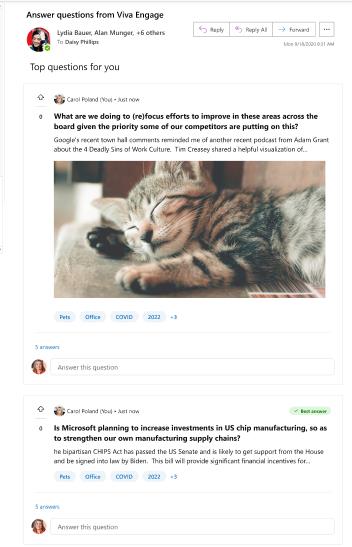 Answer questions from Viva Engage
Lydia Bauer, Alan Munger, +6 others
To Daisy Phillips
Reply
Reply All
Forward
Mon 9/18/2020 8:31 AM
Top questions for you
Carol Poland (You) • Just now
0
What are we doing to (re)focus efforts to improve in these areas across the
board given the priority some of our competitors are putting on this?
Google's recent town hall comments reminded me of another recent podcast from Adam Grant
about the 4 Deadly Sins of Work Culture. Tim Creasey shared a helpful visualization of...
Pets Office COVID 2022 +3
5 answers
Answer this question
Carol Poland (You) • Just now
Best answer
0
Is Microsoft planning to increase investments in US chip manufacturing, so as
to strengthen our own manufacturing supply chains?
he bipartisan CHIPS Act has passed the US Senate and is likely to get support from the House
and be signed into law by Biden. This bill will provide significant financial incentives for...
Pets Office COVID 2022 +3
5 answers
Answer this question